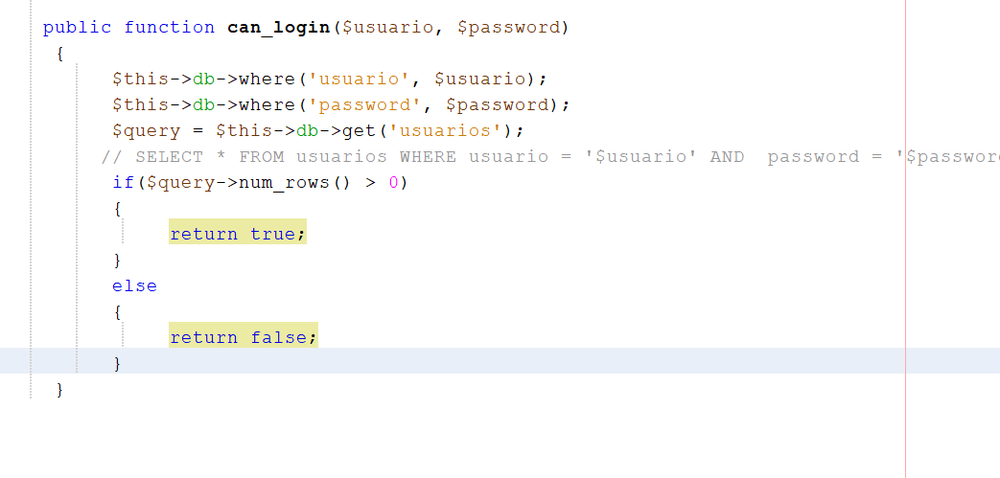 public function can_login($usuario, $password)
{
$this->db->where('usuario', $usuario);
$this->db->where('password', $password);
$query = $this->db->get('usuarios');
// SELECT * FROM usuarios WHERE usuario = '$usuario' AND  password = '$passwor
if($query->num_rows() > 0)
{
return true;
}
else
{
return false;
}
}